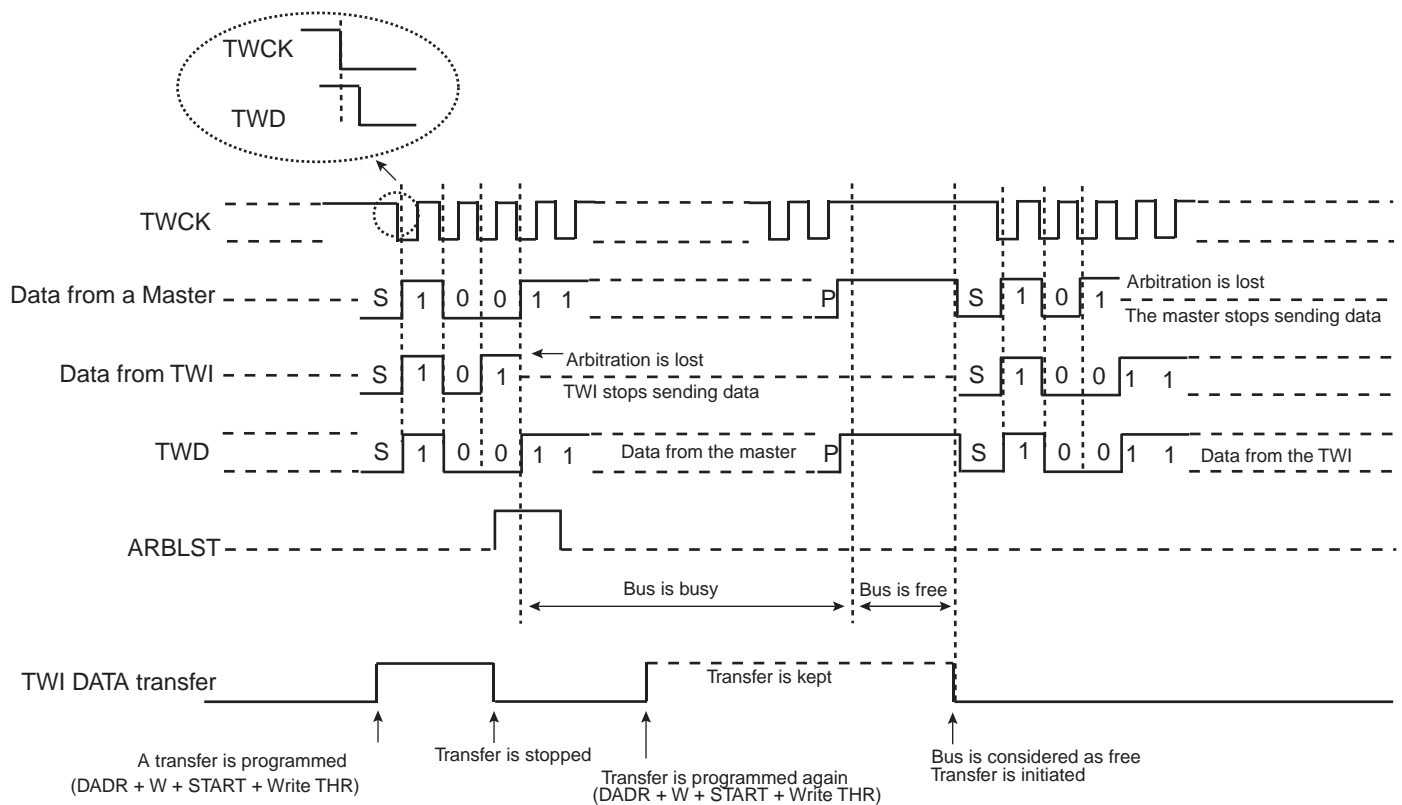 TWCK
TWD
TWCK
Data from a Master S 1 0 0 1 1 P S 1 0 1 Arbitration is lost
The master stops sending data
Data from TWI S 1 0 1 Arbitration is lost S 1 0 0 1 1
TWI stops sending data
TWD S 1 0 0 1 1 Data from the master P S 1 0 0 1 1 Data from the TWI
ARBLST
Bus is busy Bus is free
TWI DATA transfer Transfer is kept
A transfer is programmed
(DADR + W + START + Write THR)
Transfer is stopped
Transfer is programmed again
(DADR + W + START + Write THR)
Bus is considered as free
Transfer is initiated